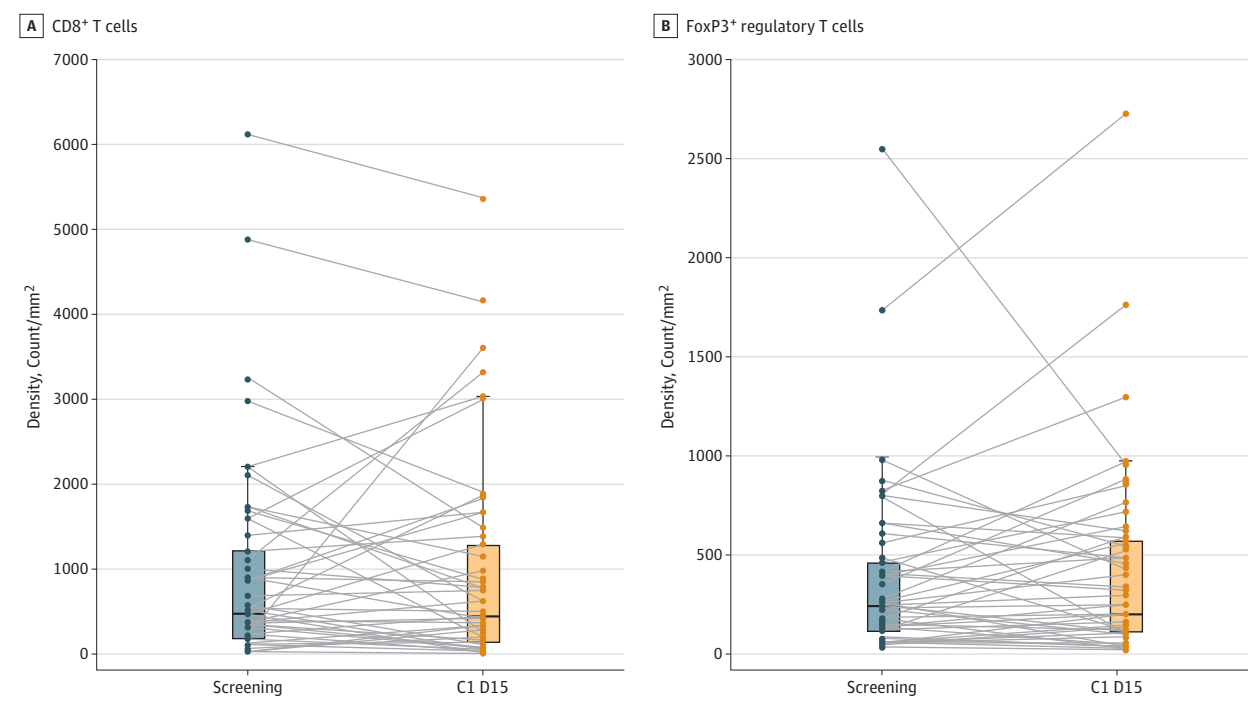 A CD8+ T cells
7000
6000
5000
4000
3000
2000
1000
0
Density, Count/mm2
Screening
C1 D15
B FoxP3+ regulatory T cells
3000
2500
2000
1500
1000
500
0
Density, Count/mm2
Screening
C1 D15